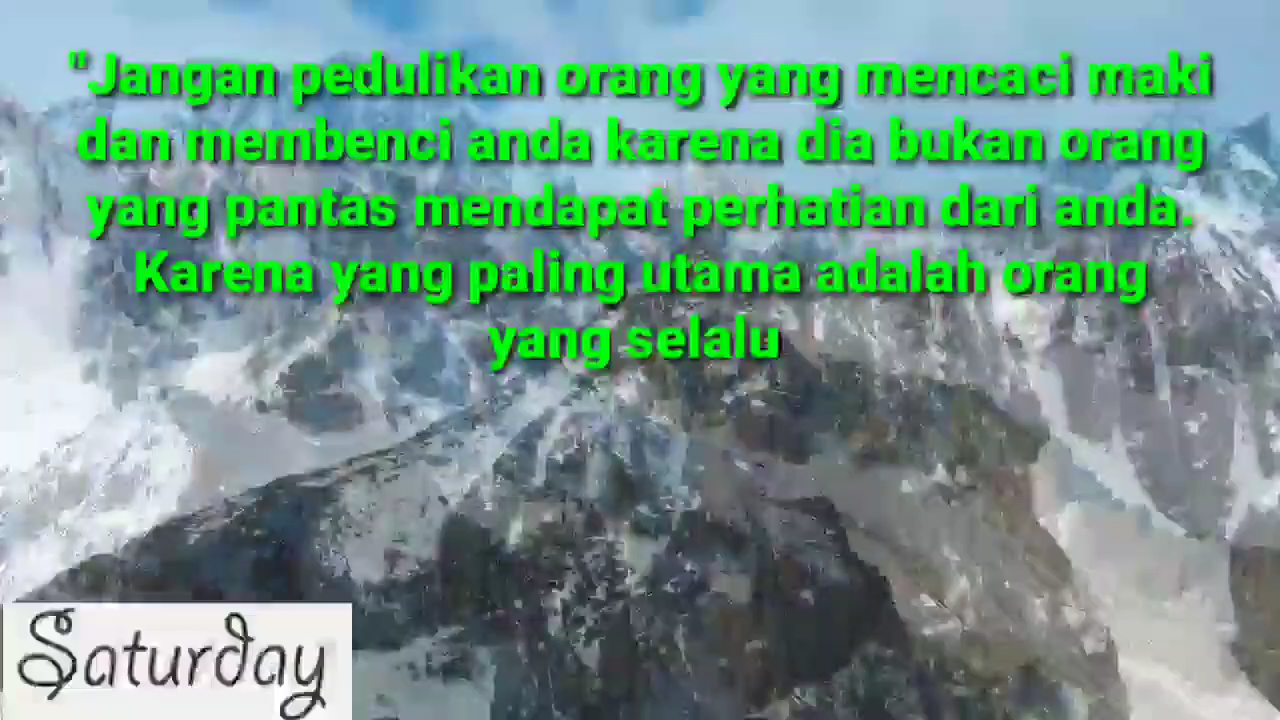 "Jangan pedulikan orang yang mencaci maki
dan membenci anda karena dia bukan orang
yang pantas mendapat perhatian dari anda.
Karena yang paling utama adalah orang
yang selalu
Saturday